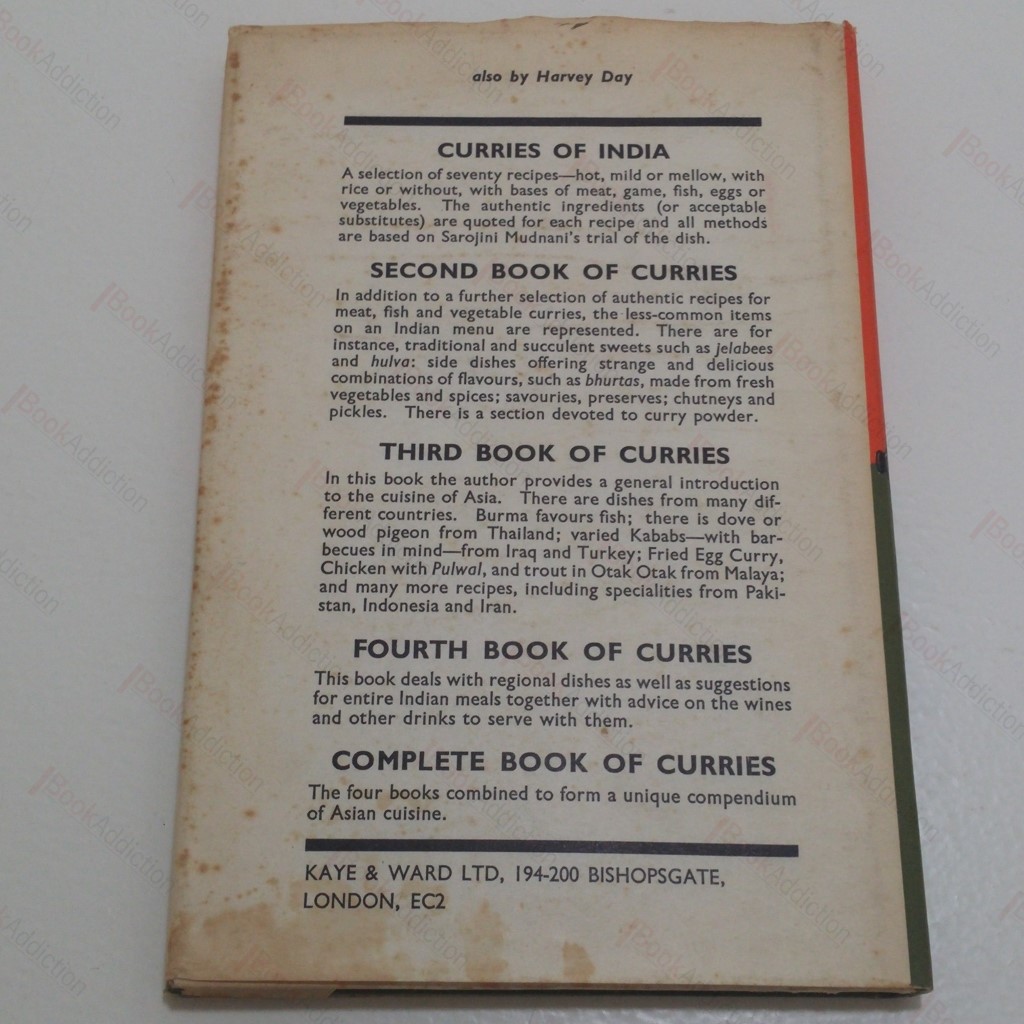 also by Harvey Day
CURRIES OF INDIA
A selection of seventy recipes—hot, mild or mellow, with
rice or without, with bases of meat, game, fish, eggs or
vegetables. The authentic ingredients (or acceptable
substitutes) are quoted for each recipe and all methods
are based on Sarojini Mudnani's trial of the dish.
SECOND BOOK OF CURRIES
In addition to a further selection of authentic recipes for
meat, fish and vegetable curries, the less-common items
on an Indian menu are represented. There are for
instance, traditional and succulent sweets such as jelabees
and hulva: side dishes offering strange and delicious
combinations of flavours, such as bhurtas, made from fresh
vegetables and spices; savouries, preserves; chutneys and
pickles. There is a section devoted to curry powder.
THIRD BOOK OF CURRIES
In this book the author provides a general introduction
to the cuisine of Asia. There are dishes from many dif-
ferent countries. Burma favours fish; there is dove or
wood pigeon from Thailand; varied Kababs—with bar-
becues in mind—from Iraq and Turkey; Fried Egg Curry,
Chicken with Pulwal, and trout in Otak Otak from Malaya;
and many more recipes, including specialities from Paki-
stan, Indonesia and Iran.
FOURTH BOOK OF CURRIES
This book deals with regional dishes as well as suggestions
for entire Indian meals together with advice on the wines
and other drinks to serve with them.
COMPLETE BOOK OF CURRIES
The four books combined to form a unique compendium
of Asian cuisine.
KAYE & WARD LTD, 194-200 BISHOPSGATE,
LONDON, EC2